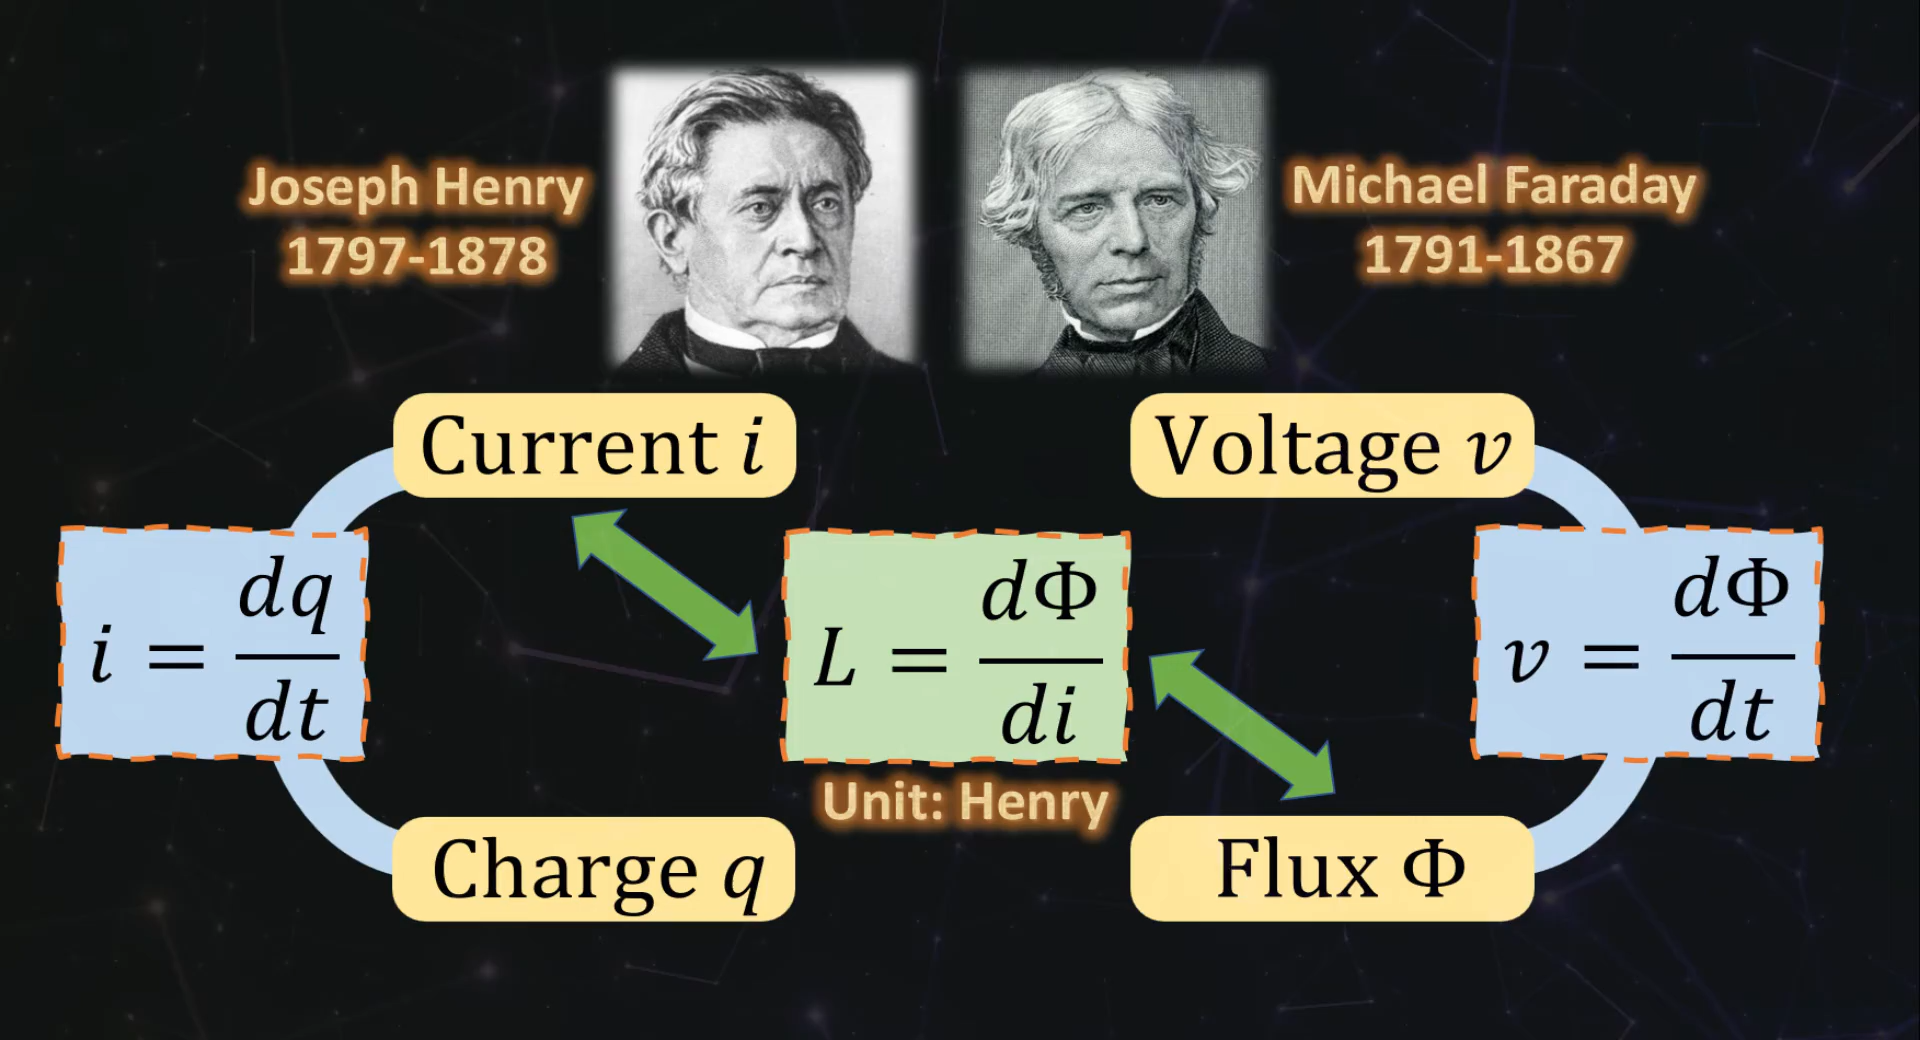 Joseph Henry
1797-1878
Michael Faraday
1791-1867
Current i
Voltage v
i = dq/dt
L = dΦ/di
v = dΦ/dt
Unit: Henry
Charge q
Flux Φ